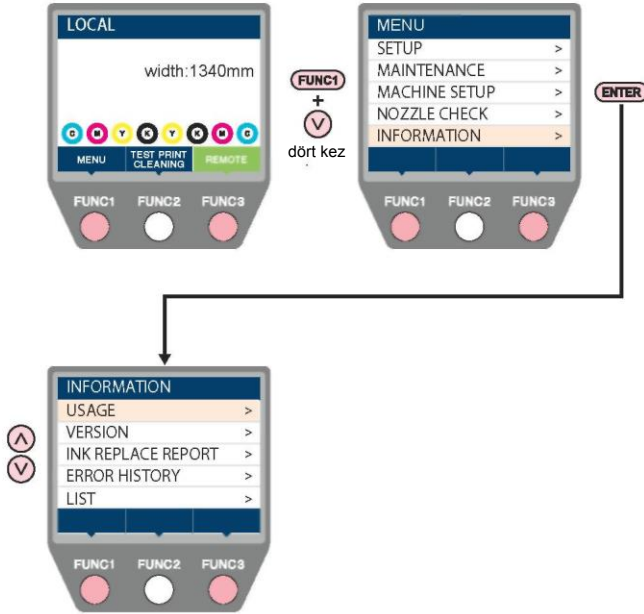 LOCAL
width:1340mm
C M Y K Y K M C
MENU TEST PRINT CLEANING REMOTE
FUNC1 FUNC2 FUNC3
FUNC1
+
dört kez
MENU
SETUP >
MAINTENANCE >
MACHINE SETUP >
NOZZLE CHECK >
INFORMATION >
FUNC1 FUNC2 FUNC3
ENTER
INFORMATION
USAGE >
VERSION >
INK REPLACE REPORT >
ERROR HISTORY >
LIST >
FUNC1 FUNC2 FUNC3